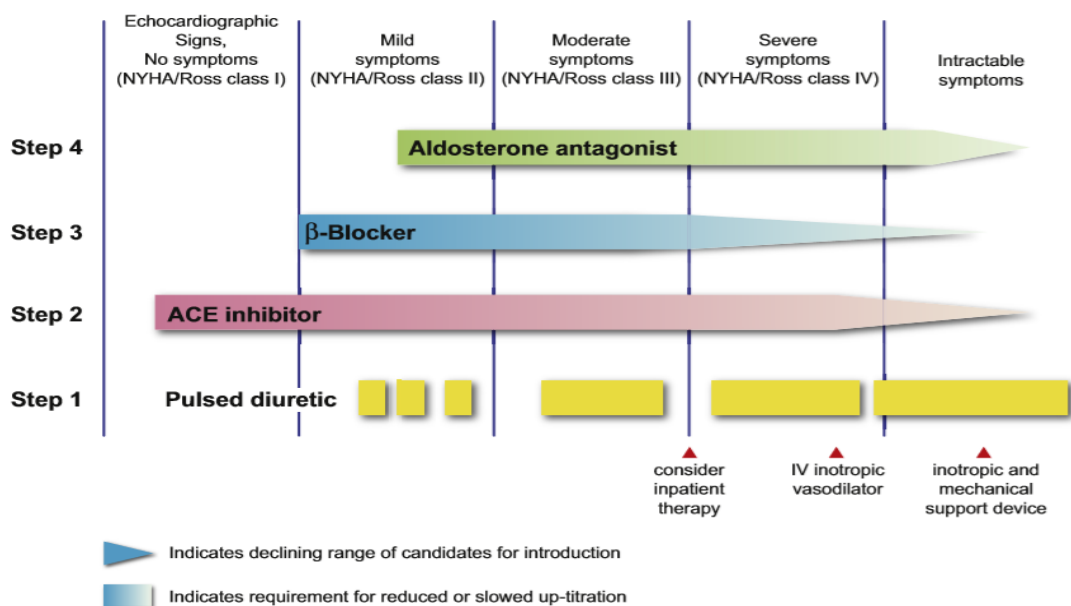 Echocardiographic
Signs,
No symptoms
(NYHA/Ross class I)
Mild
symptoms
(NYHA/Ross class II)
Moderate
symptoms
(NYHA/Ross class III)
Severe
symptoms
(NYHA/Ross class IV)
Intractable
symptoms
Step 4
Aldosterone antagonist
Step 3
β-Blocker
Step 2
ACE inhibitor
Step 1
Pulsed diuretic
consider
inpatient
therapy
IV inotropic
vasodilator
inotropic and
mechanical
support device
Indicates declining range of candidates for introduction
Indicates requirement for reduced or slowed up-titration